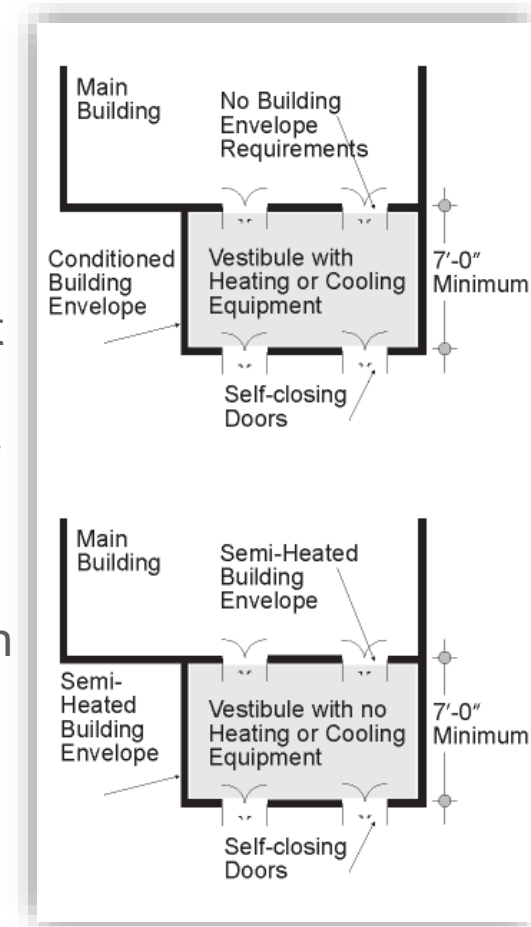 Main
Building
No Building
Envelope
Requirements
Conditioned
Building
Envelope
Vestibule with
Heating or Cooling
Equipment
7′-0″
Minimum
Self-closing
Doors
Main
Building
Semi-Heated
Building
Envelope
Semi-
Heated
Building
Envelope
Vestibule with no
Heating or Cooling
Equipment
7′-0″
Minimum
Self-closing
Doors